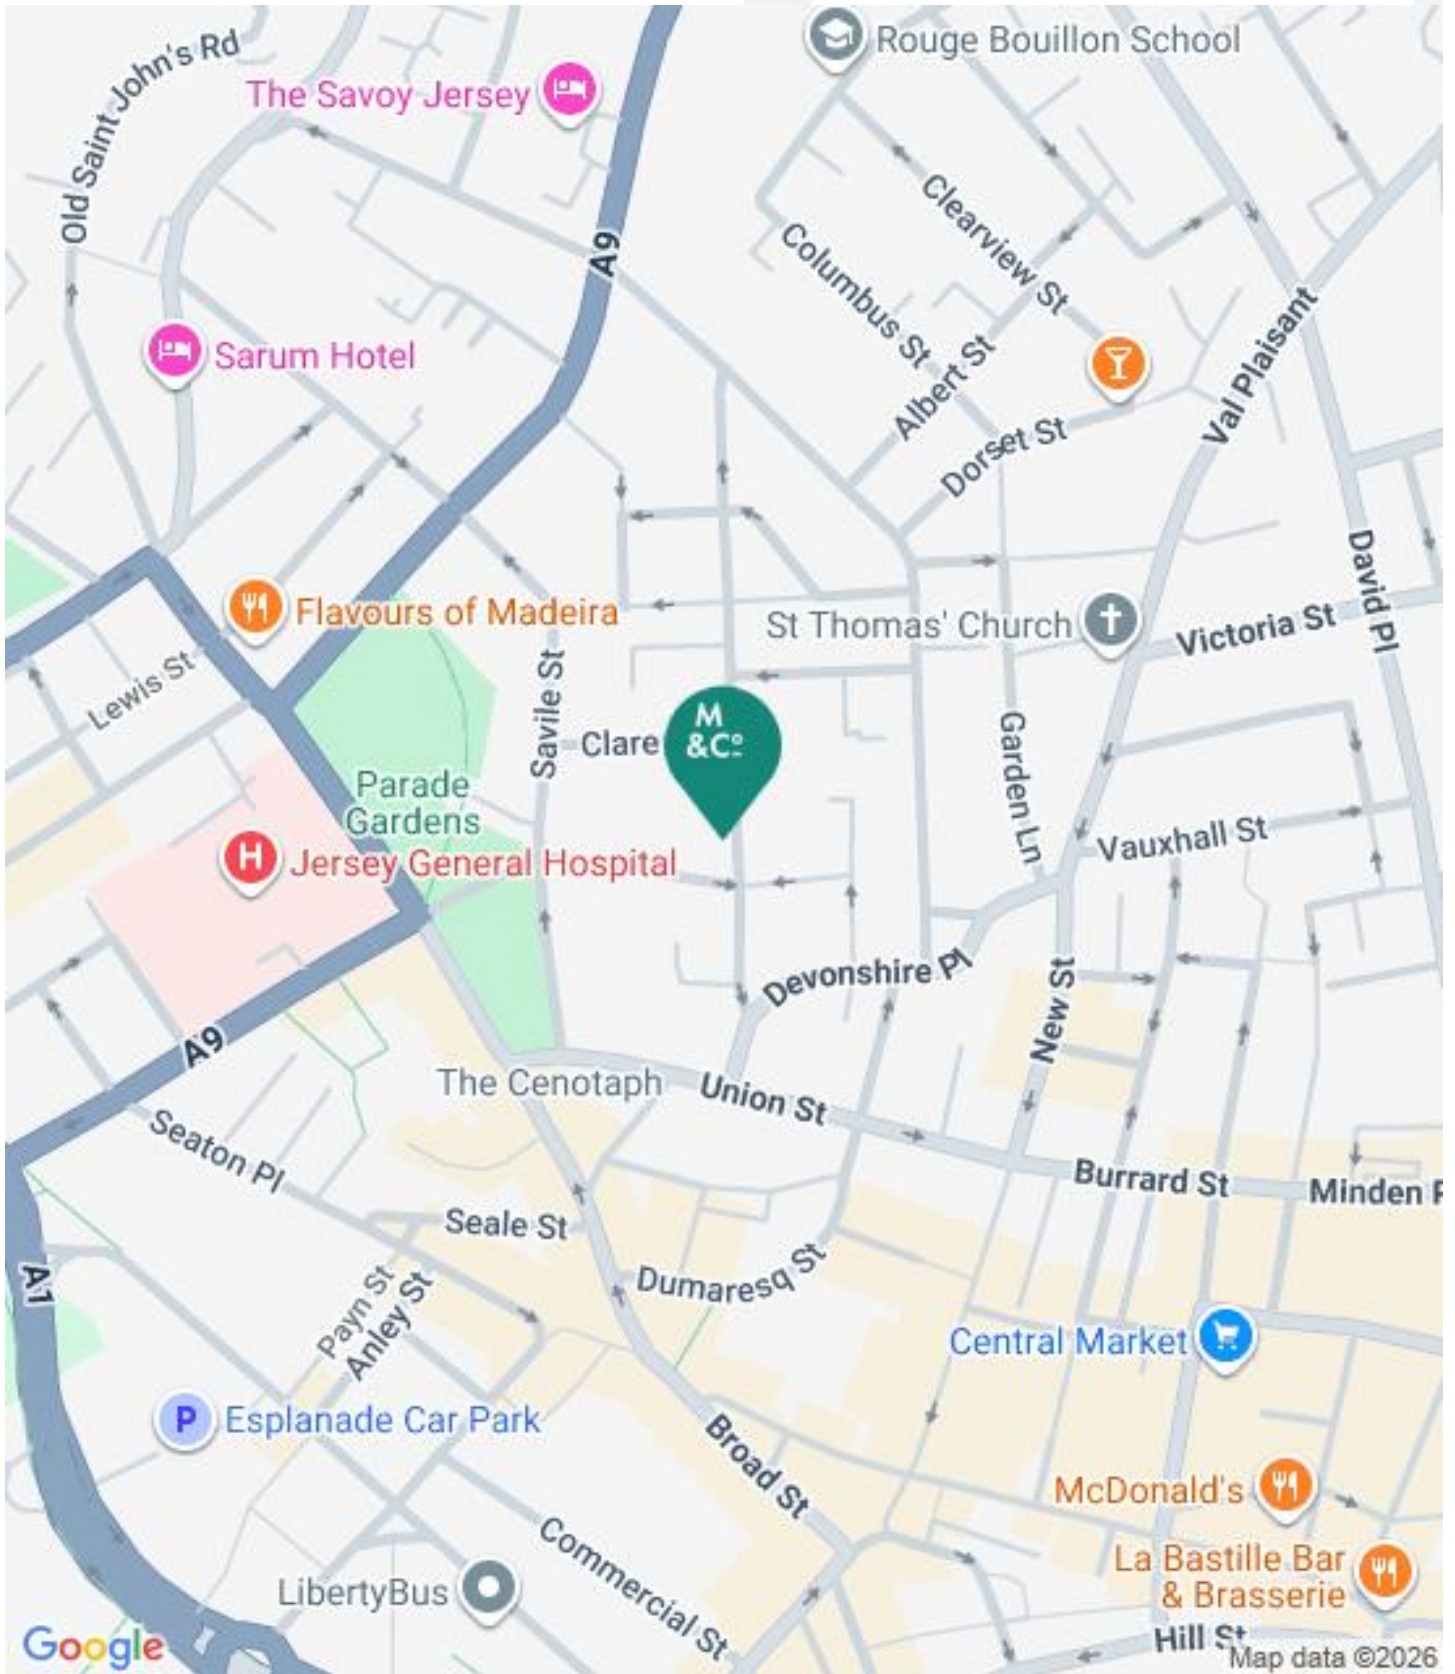 Rouge Bouillon School
Old Saint John's Rd
The Savoy Jersey
A9
Clearview St
Columbus St
Albert St
Dorset St
Val Plaisant
Sarum Hotel
David Pl
Flavours of Madeira
St Thomas' Church
Victoria St
Lewis St
Savile St
Clare
M
&Cº
Garden Ln
Parade
Gardens
H
Jersey General Hospital
Vauxhall St
Devonshire Pl
New St
A9
The Cenotaph
Union St
Seaton Pl
Burrard St
Minden P
Seale St
A1
Payn St
Anley St
Dumaresq St
Central Market
P
Esplanade Car Park
Broad St
McDonald's
Commercial St
La Bastille Bar
& Brasserie
LibertyBus
Hill St
Google
Map data ©2026